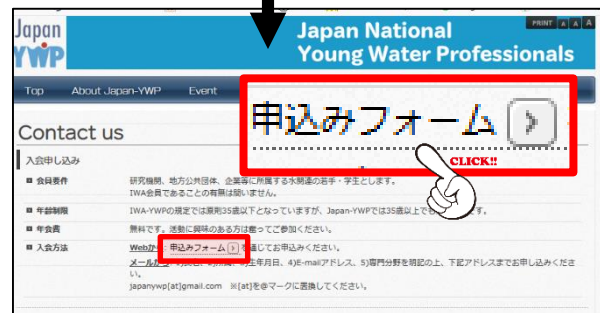 Japan
YWP
Japan National
Young Water Professionals
PRINT A A A
Top About Japan-YWP Event
申込みフォーム
CLICK!!
Contact us
入会申し込み
会員要件 研究機関、地方公共団体、企業等に所属する水関連の若手・学生とします。
IWA会員であることの有無は問いません。
年齢制限 IWA-YWPの規定では原則35歳以下となっていますが、Japan-YWPでは35歳以上でも
す。
年会費 無料です。活動に興味のある方は奮ってご参加ください。
入会方法 Webから: 申込みフォーム を通じてお申込みください。
メールから 生年月日、4)E-mailアドレス、5)専門分野を明記の上、下記アドレスまでお申し込みくださ
い。
japanywp[at]gmail.com ※[at]を@マークに置換してください。